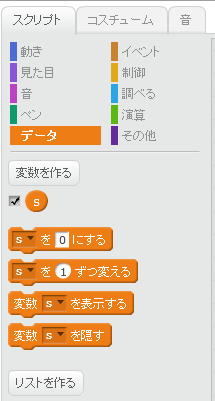 スクリプト コスチューム 音
動き イベント
見た目 制御
音 調べる
ペン 演算
データ その他
変数を作る
s
s を 0 にする
s を 1 ずつ変える
変数 s を表示する
変数 s を隠す
リストを作る